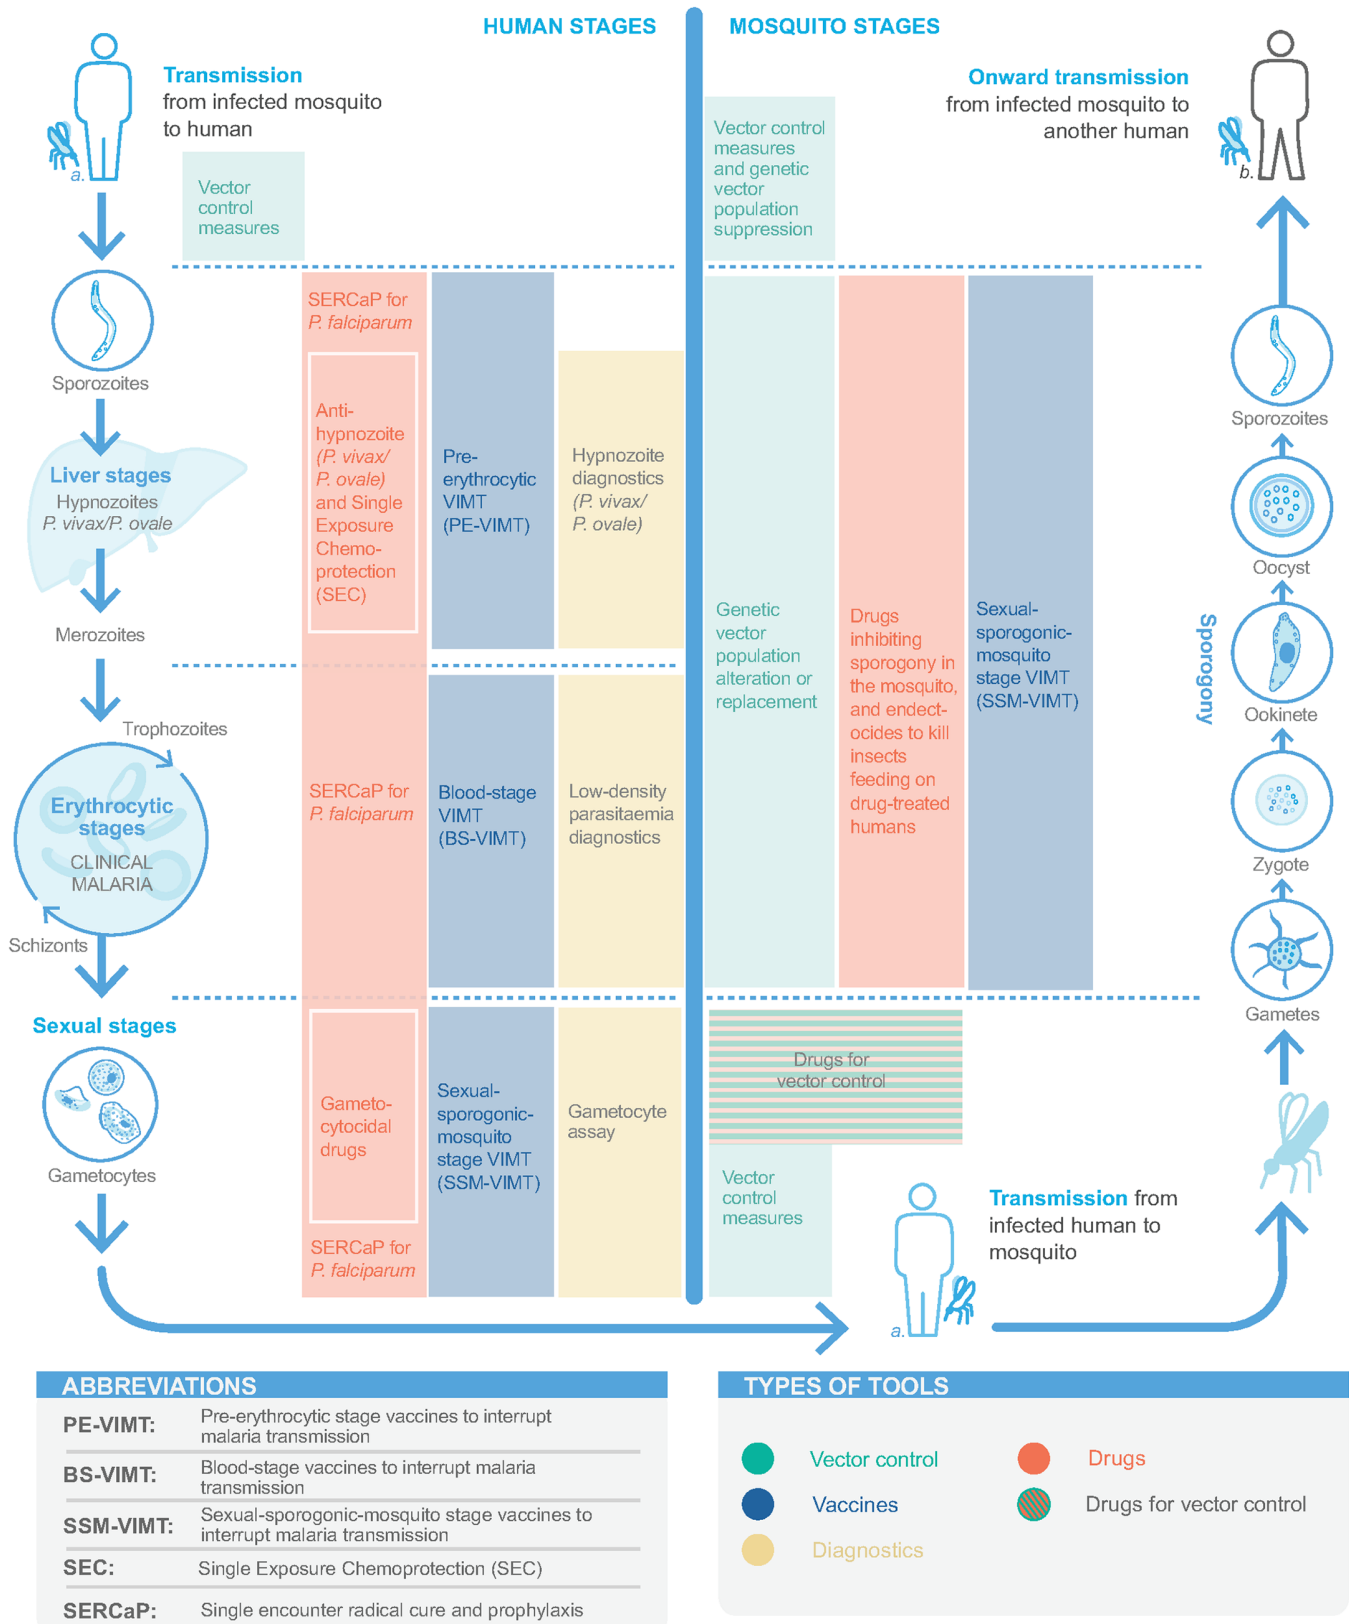 HUMAN STAGES
MOSQUITO STAGES
Transmission
from infected mosquito
to human
a.
Vector
control
measures
Vector control
measures
and genetic
vector
population
suppression
Onward transmission
from infected mosquito to
another human
b.
Sporozoites
Liver stages
Hypnozoites
P. vivax/P. ovale
Merozoites
Trophozoites
Erythrocytic
stages
CLINICAL
MALARIA
Schizonts
Sexual stages
Gametocytes
SERCaP for
P. falciparum
Anti-
hypnozoite
(P. vivax/
P. ovale)
and Single
Exposure
Chemo-
protection
(SEC)
Pre-
erythrocytic
VIMT
(PE-VIMT)
Hypnozoite
diagnostics
(P. vivax/
P. ovale)
SERCaP for
P. falciparum
Blood-stage
VIMT
(BS-VIMT)
Low-density
parasitaemia
diagnostics
Gameto-
cytocidal
drugs
SERCaP for
P. falciparum
Sexual-
sporogonic-
mosquito
stage VIMT
(SSM-VIMT)
Gametocyte
assay
Genetic
vector
population
alteration or
replacement
Drugs
inhibiting
sporogony in
the mosquito,
and endect-
ocides to kill
insects
feeding on
drug-treated
humans
Sexual-
sporogonic-
mosquito
stage VIMT
(SSM-VIMT)
Drugs for
vector control
Vector
control
measures
a.
Transmission from
infected human to
mosquito
Sporozoites
Oocyst
Sporogony
Ookinete
Zygote
Gametes
ABBREVIATIONS
PE-VIMT: Pre-erythrocytic stage vaccines to interrupt
malaria transmission
BS-VIMT: Blood-stage vaccines to interrupt malaria
transmission
SSM-VIMT: Sexual-sporogonic-mosquito stage vaccines to
interrupt malaria transmission
SEC: Single Exposure Chemoprotection (SEC)
SERCaP: Single encounter radical cure and prophylaxis
TYPES OF TOOLS
Vector control
Drugs
Vaccines
Drugs for vector control
Diagnostics